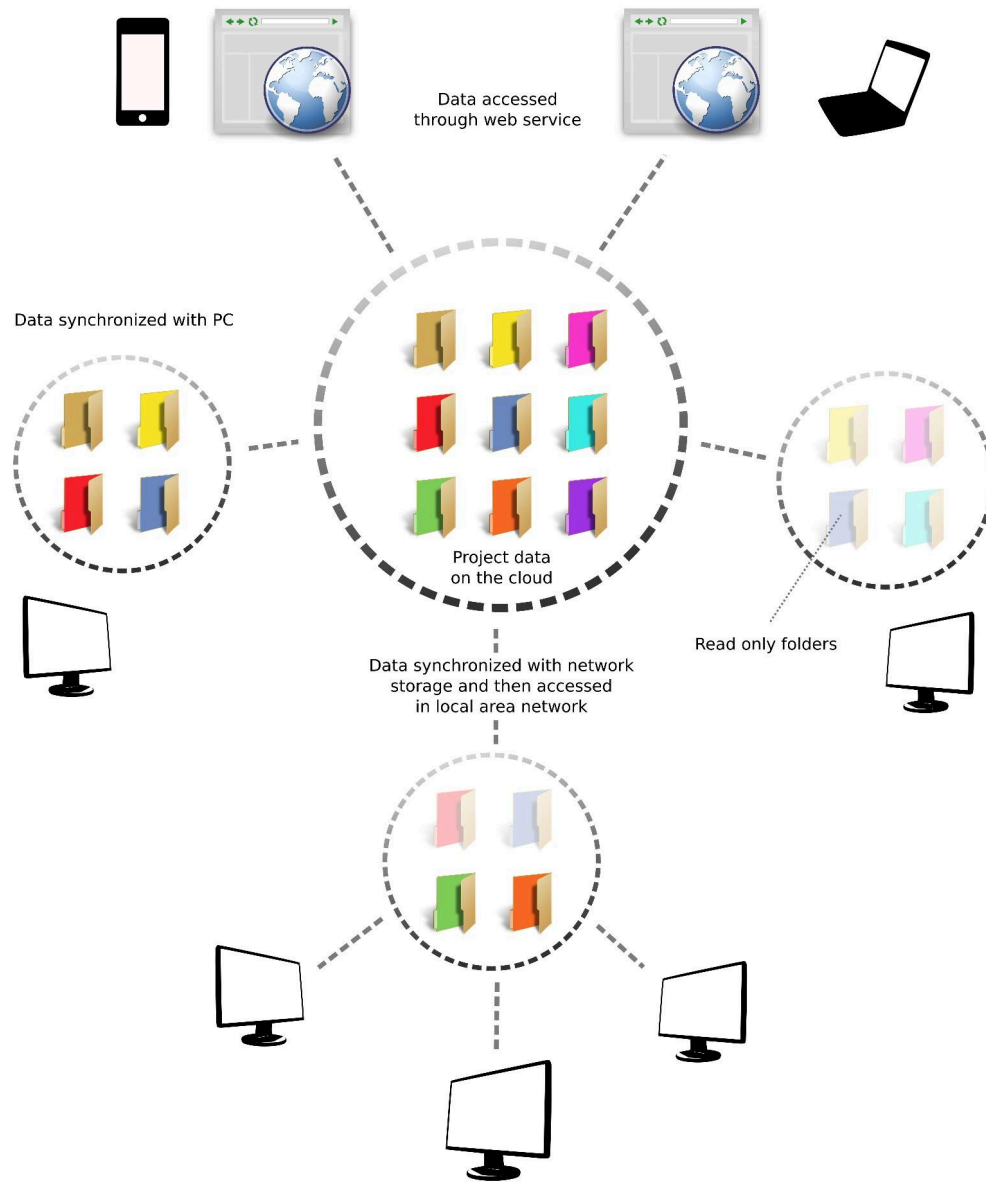 Data accessed
through web service
Data synchronized with PC
Project data
on the cloud
Read only folders
Data synchronized with network
storage and then accessed
in local area network